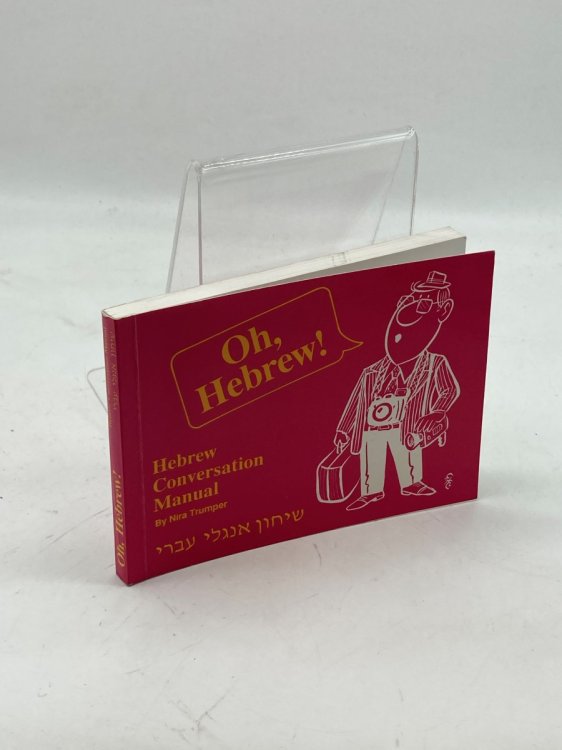 Oh,
Hebrew!
Hebrew
Conversation
Manual
By Nira Trumper
שיחון אנגלי עברי
Oh, Hebrew!